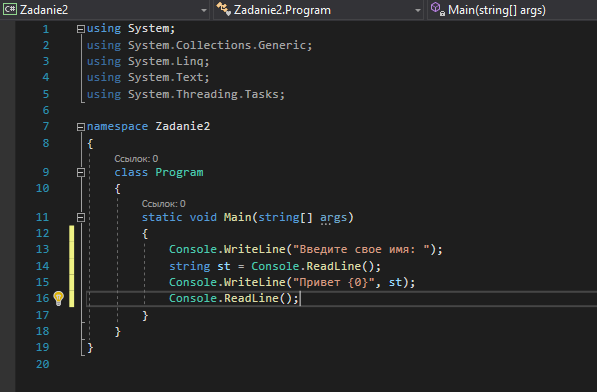 C# Zadanie2 Zadanie2.Program Main(string[] args)
1 using System;
2 using System.Collections.Generic;
3 using System.Linq;
4 using System.Text;
5 using System.Threading.Tasks;
6
7 namespace Zadanie2
8 {
Ссылок: 0
9 class Program
10 {
Ссылок: 0
11 static void Main(string[] args)
12 {
13 Console.WriteLine("Введите свое имя: ");
14 string st = Console.ReadLine();
15 Console.WriteLine("Привет {0}", st);
16 Console.ReadLine();
17 }
18 }
19 }
20